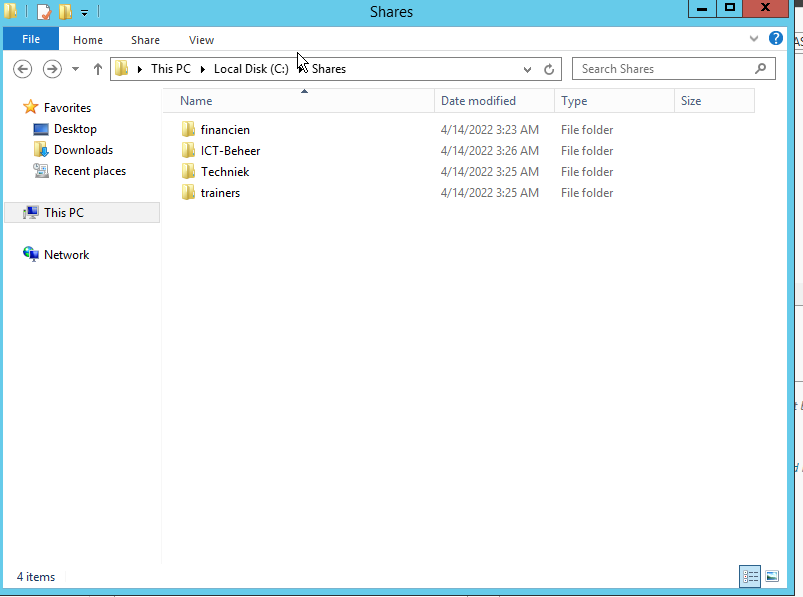 Shares
File Home Share View
This PC Local Disk (C:) Shares Search Shares
Name Date modified Type Size
Favorites
Desktop
Downloads
Recent places
This PC
Network
financien 4/14/2022 3:23 AM File folder
ICT-Beheer 4/14/2022 3:26 AM File folder
Techniek 4/14/2022 3:25 AM File folder
trainers 4/14/2022 3:25 AM File folder
4 items